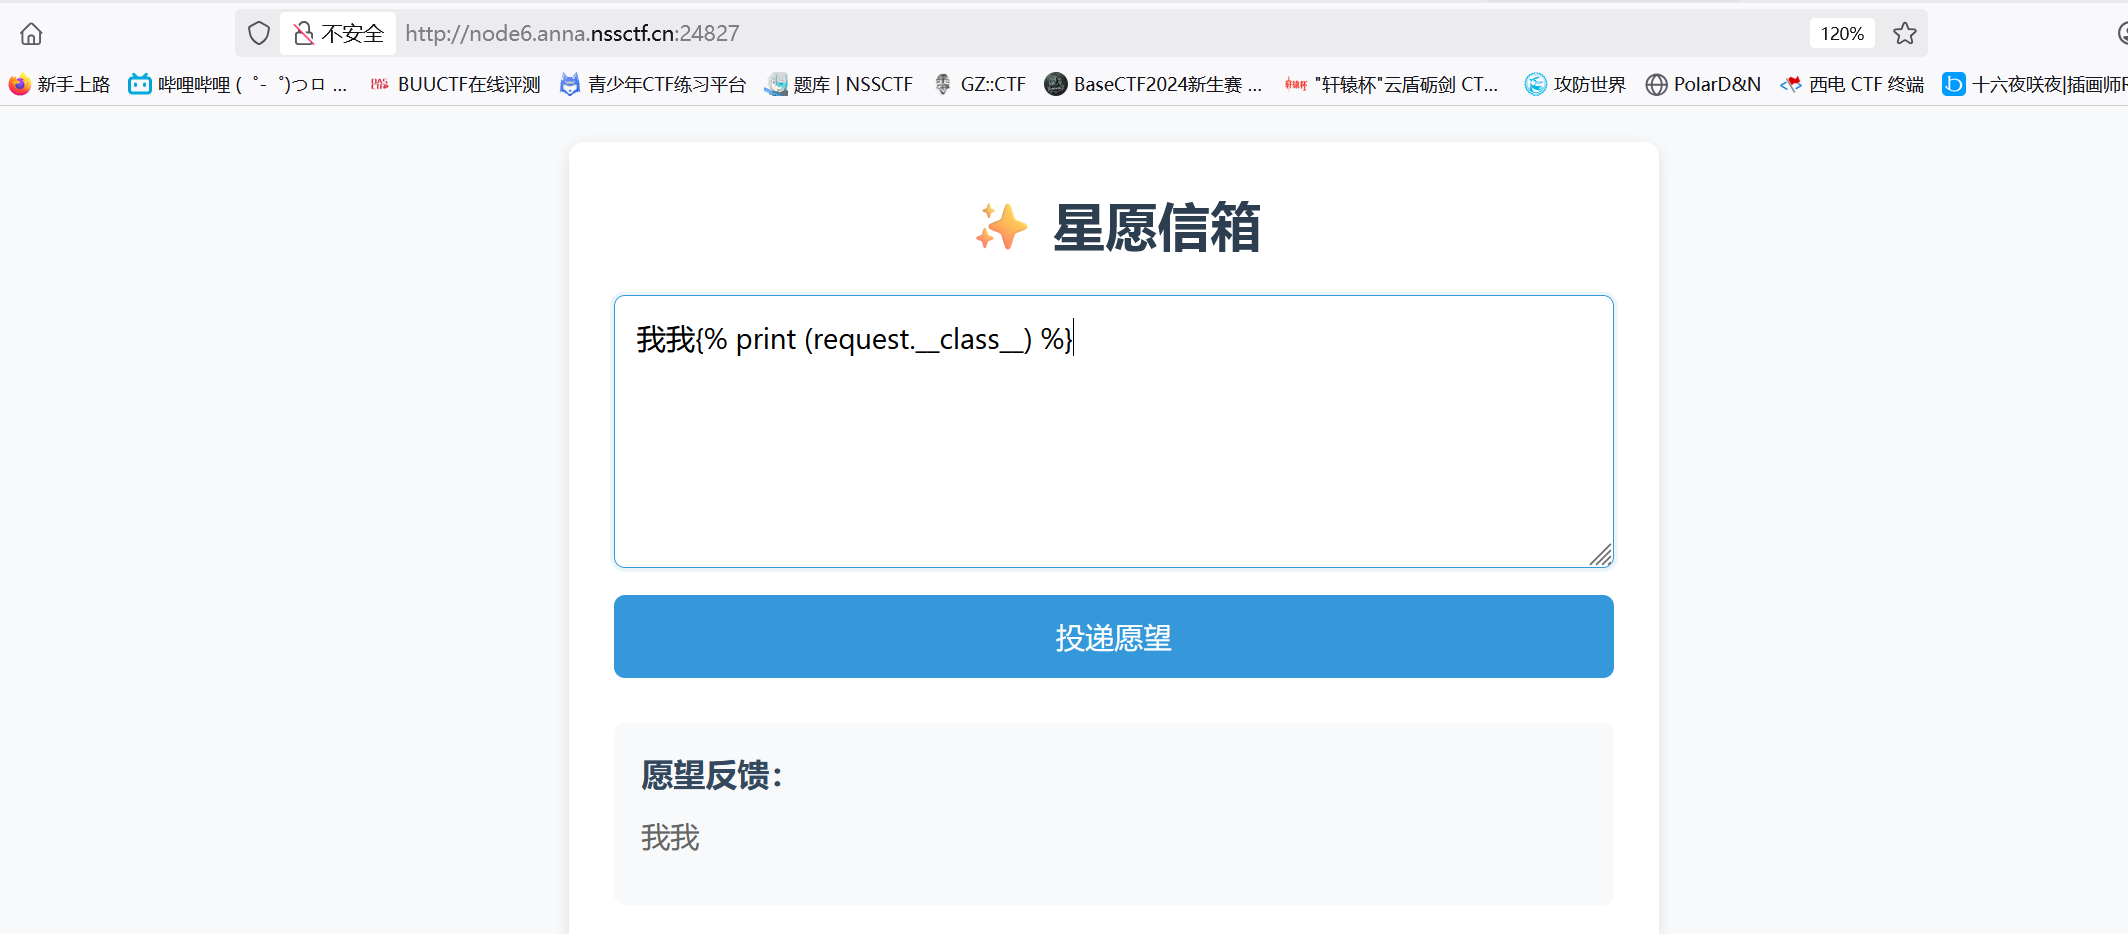 不安全 http://node6.anna.nssctf.cn:24827 120%
新手上路 哔哩哔哩 ( ゜- ゜)つロ ... BUUCTF在线评测 青少年CTF练习平台 题库 | NSSCTF GZ::CTF BaseCTF2024新生赛 ... "轩辕杯"云盾砺剑 CT... 攻防世界 PolarD&N 西电 CTF 终端 十六夜咲夜|插画师
✨ 星愿信箱
我我{% print (request.__class__) %}
投递愿望
愿望反馈：
我我